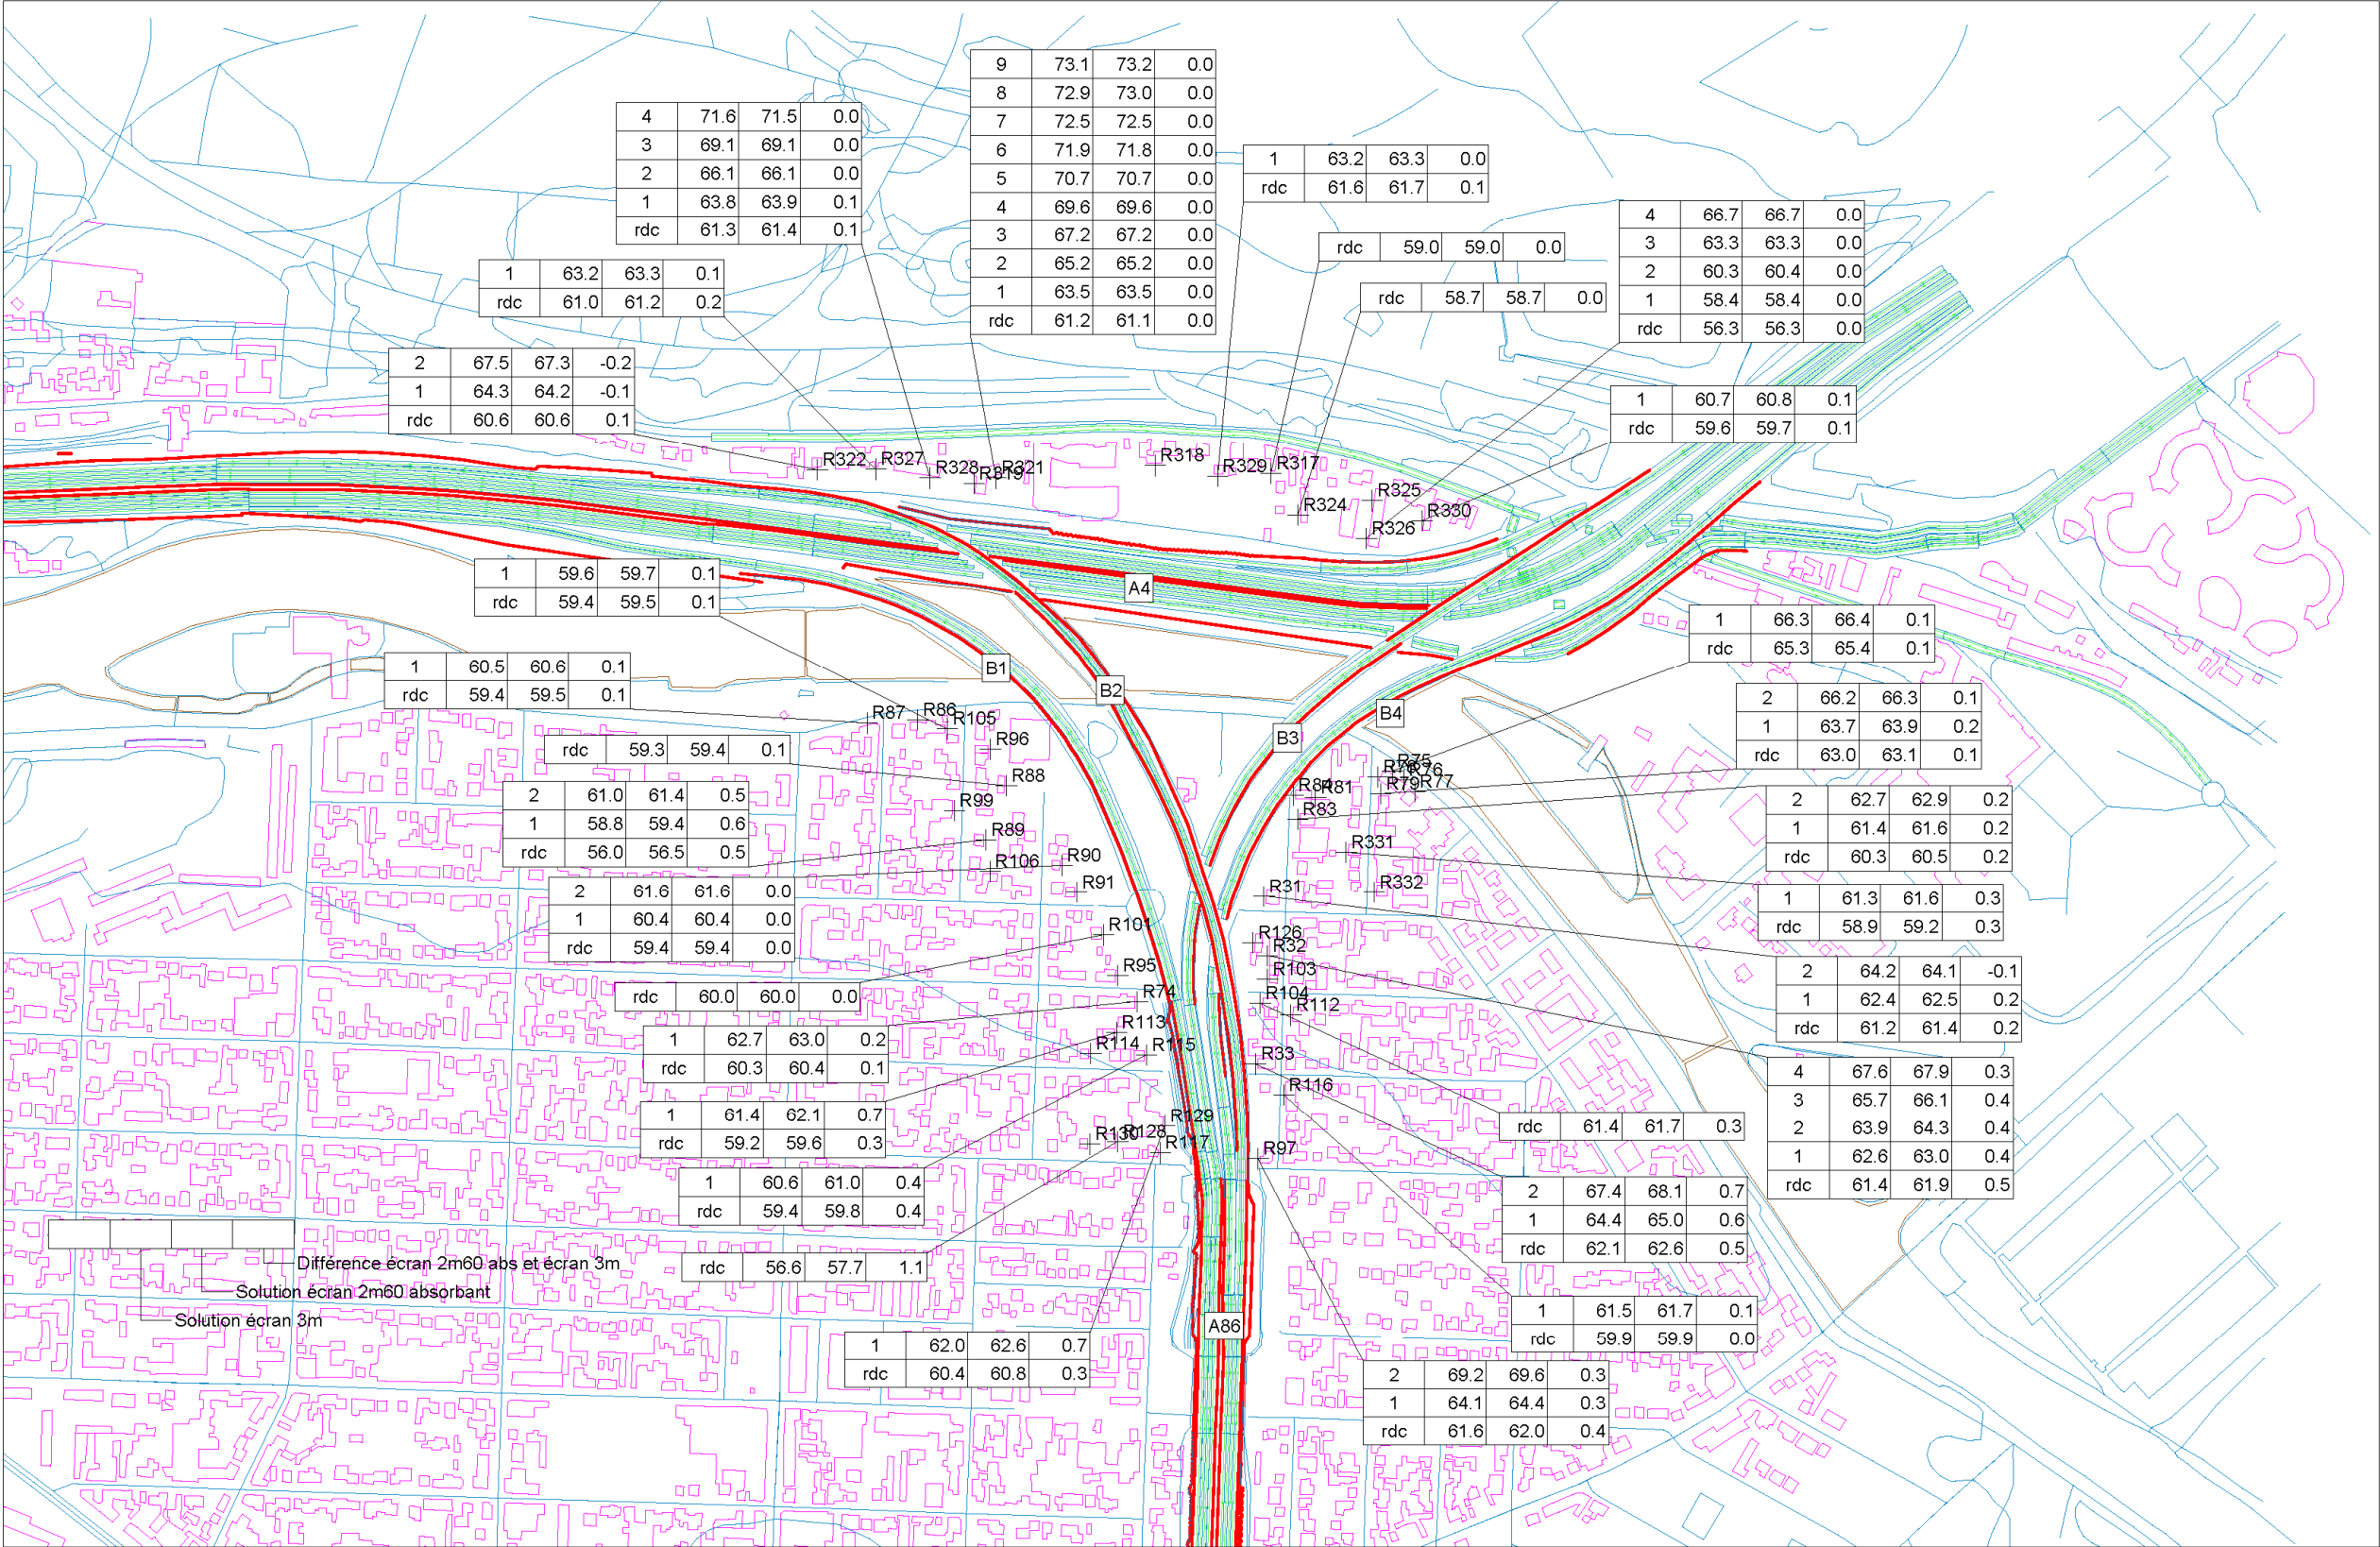 9 73.1 73.2 0.0
8 72.9 73.0 0.0
7 72.5 72.5 0.0
6 71.9 71.8 0.0
5 70.7 70.7 0.0
4 69.6 69.6 0.0
3 67.2 67.2 0.0
2 65.2 65.2 0.0
1 63.5 63.5 0.0
rdc 61.2 61.1 0.0
4 71.6 71.5 0.0
3 69.1 69.1 0.0
2 66.1 66.1 0.0
1 63.8 63.9 0.1
rdc 61.3 61.4 0.1
1 63.2 63.3 0.0
rdc 61.6 61.7 0.1
4 66.7 66.7 0.0
3 63.3 63.3 0.0
2 60.3 60.4 0.0
1 58.4 58.4 0.0
rdc 56.3 56.3 0.0
rdc 59.0 59.0 0.0
1 63.2 63.3 0.1
rdc 61.0 61.2 0.2
rdc 58.7 58.7 0.0
2 67.5 67.3 -0.2
1 64.3 64.2 -0.1
rdc 60.6 60.6 0.1
1 60.7 60.8 0.1
rdc 59.6 59.7 0.1
R322
R327
R328
R319
R321
R318
R329
R317
R324
R325
R330
R326
A4
1 59.6 59.7 0.1
rdc 59.4 59.5 0.1
1 66.3 66.4 0.1
rdc 65.3 65.4 0.1
1 60.5 60.6 0.1
rdc 59.4 59.5 0.1
B1
B2
B3
B4
2 66.2 66.3 0.1
1 63.7 63.9 0.2
rdc 63.0 63.1 0.1
R87
R86
R105
R96
R88
R99
R89
R106
R90
R91
R75
R76
R79
R77
R84
R81
R83
R331
R332
R31
rdc 59.3 59.4 0.1
2 61.0 61.4 0.5
1 58.8 59.4 0.6
rdc 56.0 56.5 0.5
2 62.7 62.9 0.2
1 61.4 61.6 0.2
rdc 60.3 60.5 0.2
2 61.6 61.6 0.0
1 60.4 60.4 0.0
rdc 59.4 59.4 0.0
1 61.3 61.6 0.3
rdc 58.9 59.2 0.3
R101
R95
R74
R113
R114
R115
R126
R32
R103
R104
R112
R33
R116
2 64.2 64.1 -0.1
1 62.4 62.5 0.2
rdc 61.2 61.4 0.2
rdc 60.0 60.0 0.0
1 62.7 63.0 0.2
rdc 60.3 60.4 0.1
4 67.6 67.9 0.3
3 65.7 66.1 0.4
2 63.9 64.3 0.4
1 62.6 63.0 0.4
rdc 61.4 61.9 0.5
1 61.4 62.1 0.7
rdc 59.2 59.6 0.3
rdc 61.4 61.7 0.3
R129
R130
R128
R117
R97
1 60.6 61.0 0.4
rdc 59.4 59.8 0.4
2 67.4 68.1 0.7
1 64.4 65.0 0.6
rdc 62.1 62.6 0.5
rdc 56.6 57.7 1.1
Différence écran 2m60 abs et écran 3m
Solution écran 2m60 absorbant
Solution écran 3m
A86
1 61.5 61.7 0.1
rdc 59.9 59.9 0.0
1 62.0 62.6 0.7
rdc 60.4 60.8 0.3
2 69.2 69.6 0.3
1 64.1 64.4 0.3
rdc 61.6 62.0 0.4